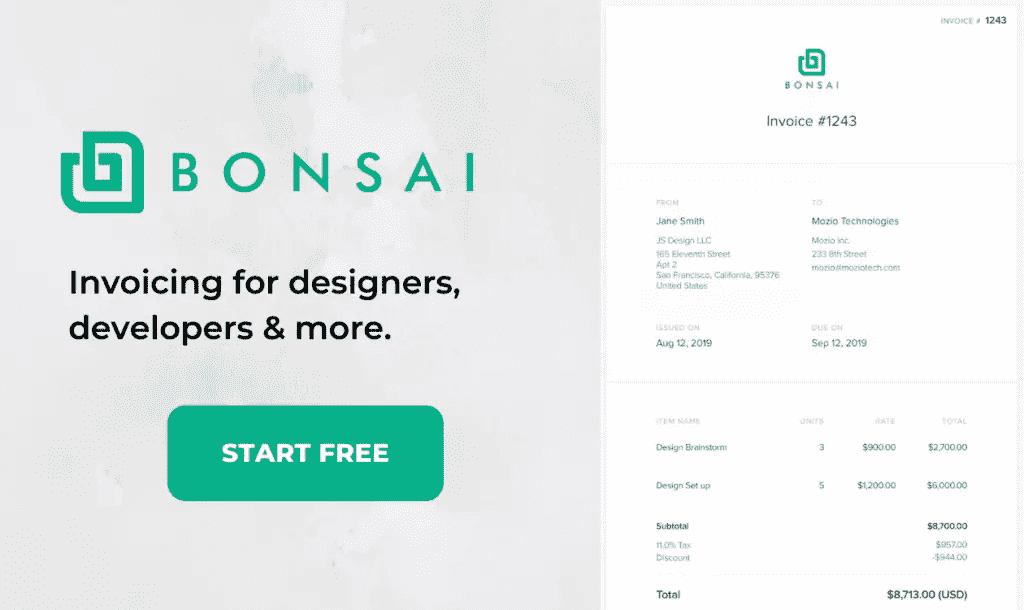 BONSAI
Invoicing for designers,
developers & more.
START FREE
INVOICE # 1243
BONSAI
Invoice #1243
FROM
TO
Jane Smith
Mozio Technologies
JS Design LLC
Mozio Inc.
165 Eleventh Street
233 8th Street
Apt 2
mozio@moziotech.com
San Francisco, California, 95376
United States
ISSUED ON
DUE ON
Aug 12, 2019
Sep 12, 2019
ITEM NAME UNITS RATE TOTAL
Design Brainstorm 3 $900.00 $2,700.00
Design Set up 5 $1,200.00 $6,000.00
Subtotal $8,700.00
11.0% Tax $957.00
Discount -$944.00
Total $8,713.00 (USD)